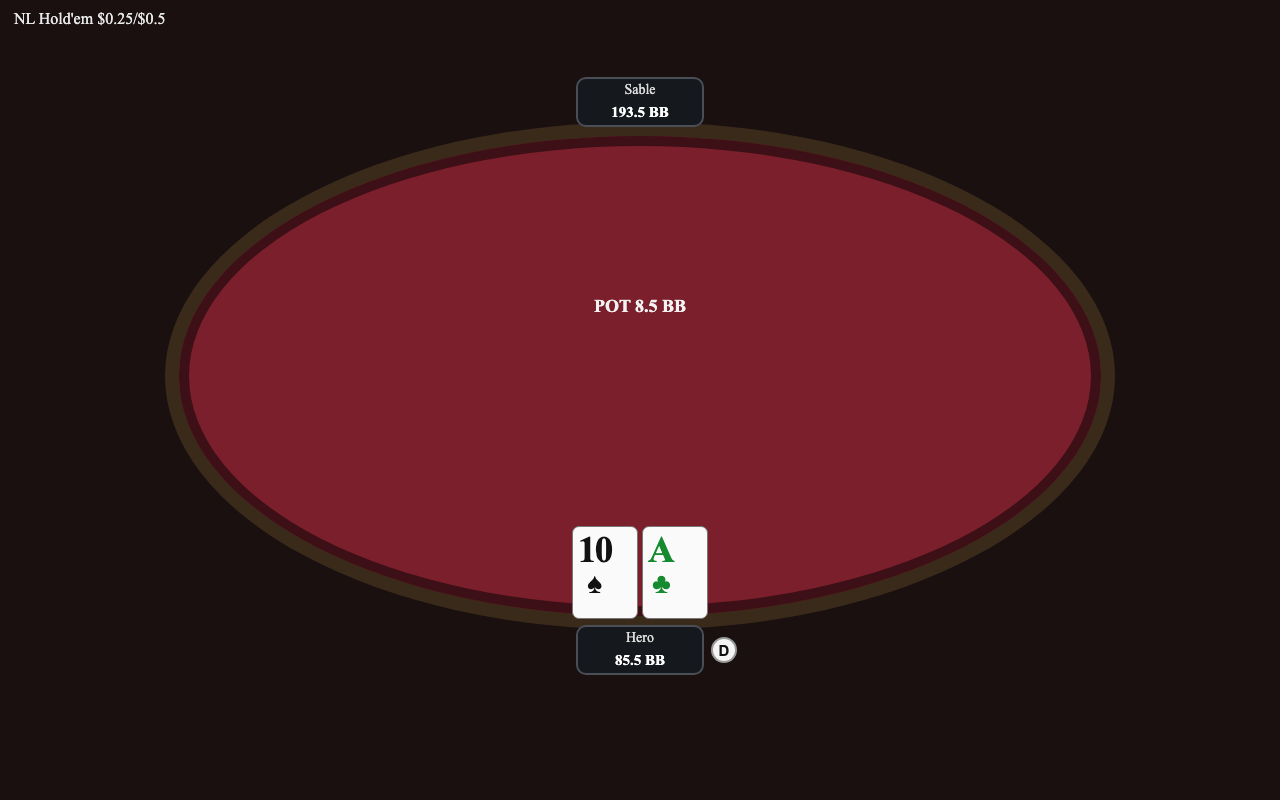 NL Hold'em $0.25/$0.5
Sable
193.5 BB
POT 8.5 BB
10 A
♠ ♣
Hero
85.5 BB
D